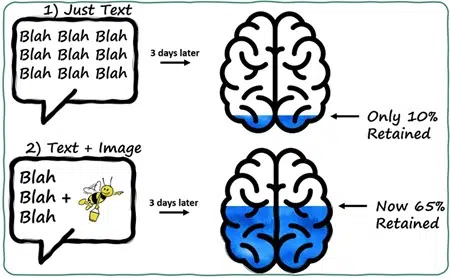 1) Just Text
Blah Blah Blah
Blah Blah Blah
Blah Blah Blah
3 days later
Only 10%
Retained
2) Text + Image
Blah
Blah +
Blah
3 days later
Now 65%
Retained